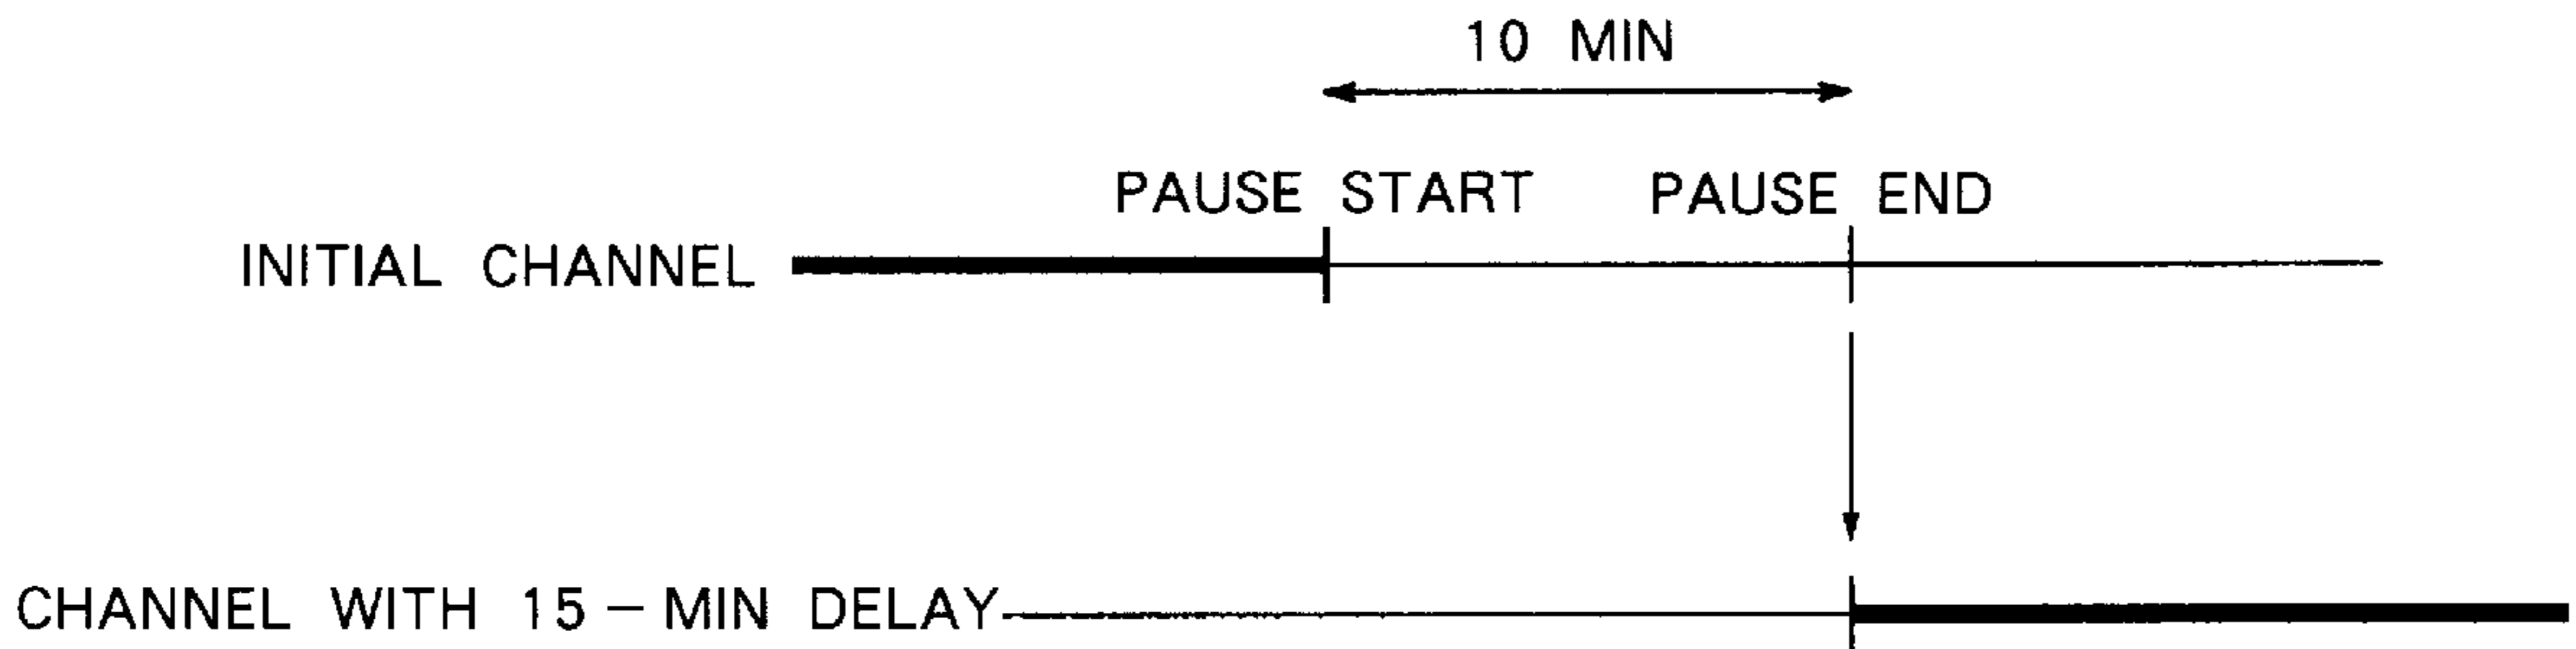 10 MIN
PAUSE START PAUSE END
INITIAL CHANNEL
CHANNEL WITH 15-MIN DELAY